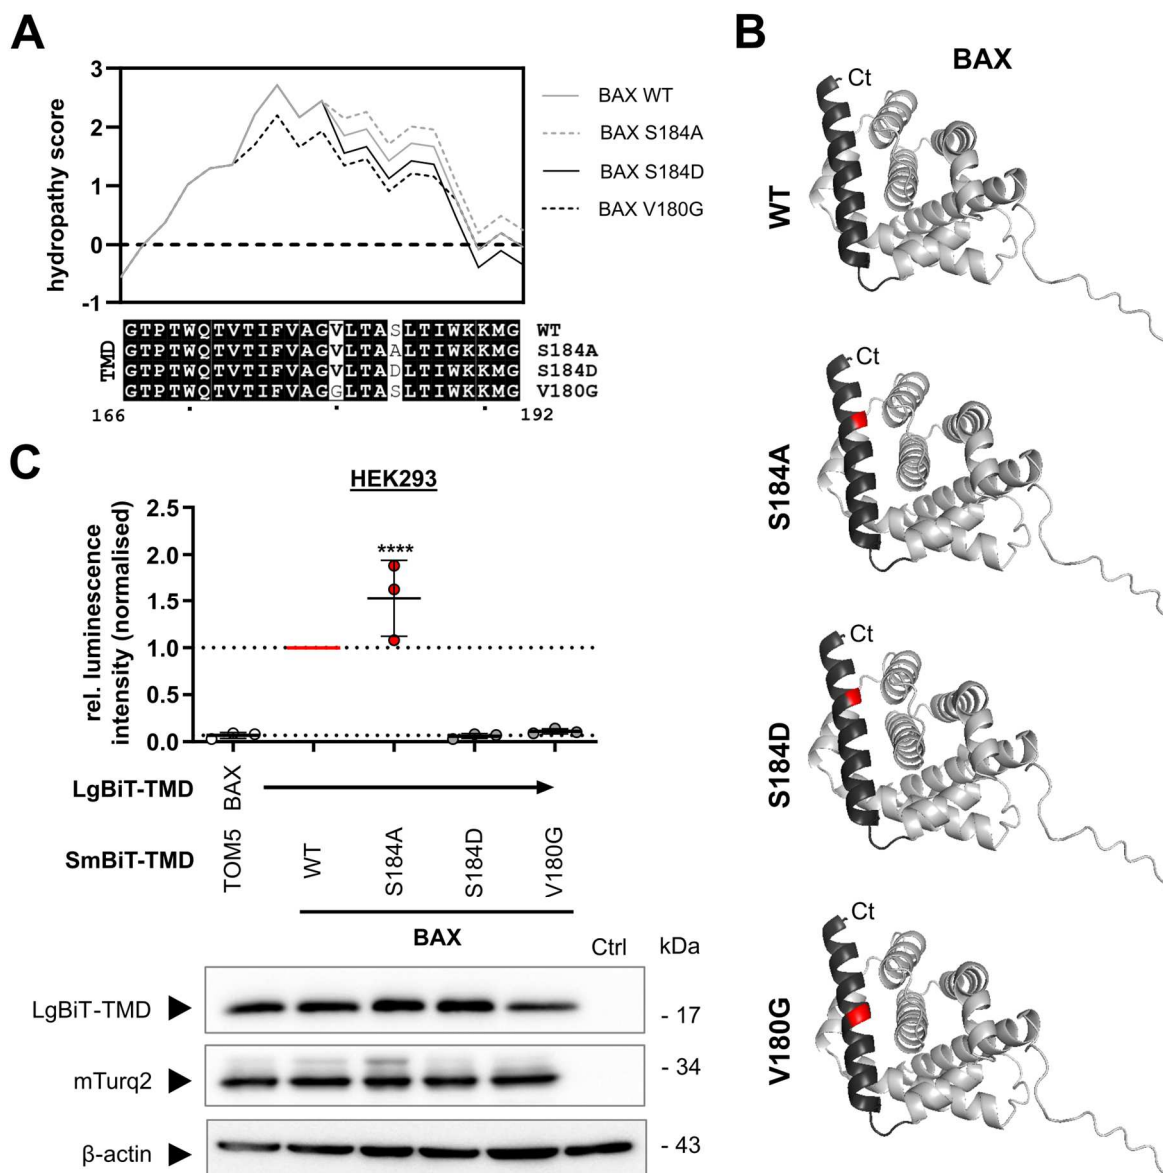 A
3
2
1
0
-1
hydropathy score
BAX WT
BAX S184A
BAX S184D
BAX V180G
TMD
GTPTWQTVTIFVAGVLTASLTIWKKMG WT
GTPTWQTVTIFVAGVLTAALTIWKKMG S184A
GTPTWQTVTIFVAGVLTADLTIWKKMG S184D
GTPTWQTVTIFVAGGLTASLTIWKKMG V180G
166 192
B
BAX
Ct
WT
Ct
S184A
Ct
S184D
Ct
V180G
C
HEK293
rel. luminescence
intensity (normalised)
2.5
2.0
1.5
1.0
0.5
0.0
****
LgBiT-TMD
BAX
SmBiT-TMD
TOM5
WT
S184A
S184D
V180G
BAX
Ctrl
kDa
LgBiT-TMD
- 17
mTurq2
- 34
β-actin
- 43